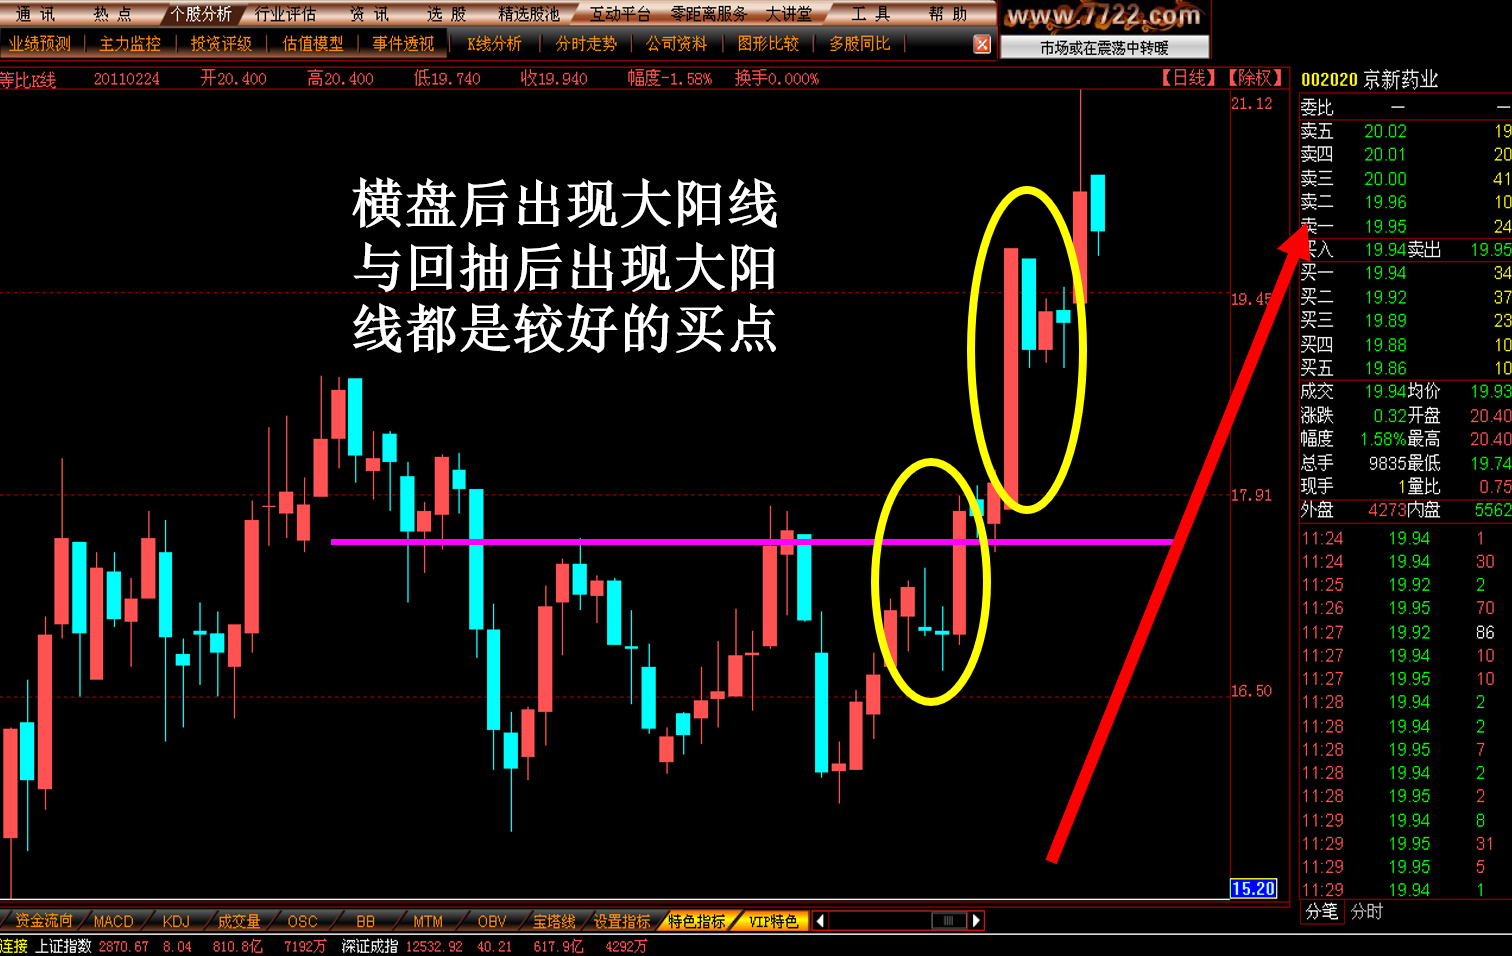 通 讯 热 点 个股分析 行业评估 资 讯 选 股 精选股池 互动平台 零距离服务 大讲堂 工 具 帮 助
www.7722.com
业绩预测 主力监控 投资评级 估值模型 事件透视 K线分析 分时走势 公司资料 图形比较 多股同比
市场或在震荡中转暖
等比K线 20110224 开20.400 高20.400 低19.740 收19.940 幅度-1.58% 换手0.000% 【日线】【除权】
21.12
19.45
17.91
16.50
15.20
横盘后出现大阳线
与回抽后出现大阳
线都是较好的买点
002020 京新药业
委比 — —
卖五 20.02 19
卖四 20.01 20
卖三 20.00 41
卖二 19.96 10
卖一 19.95 24
买入 19.94 卖出 19.95
买一 19.94 34
买二 19.92 37
买三 19.89 23
买四 19.88 10
买五 19.86 10
成交 19.94 均价 19.93
涨跌 0.32 开盘 20.40
幅度 1.58% 最高 20.40
总手 9835 最低 19.74
现手 1 量比 0.75
外盘 4273 内盘 5562
11:24 19.94 1
11:24 19.94 30
11:25 19.92 2
11:26 19.95 70
11:27 19.92 86
11:27 19.94 10
11:27 19.95 10
11:28 19.94 2
11:28 19.94 2
11:28 19.95 7
11:28 19.94 2
11:28 19.95 2
11:29 19.94 8
11:29 19.95 31
11:29 19.95 5
11:29 19.94 1
分笔 分时
资金流向 MACD KDJ 成交量 OSC BB MTM OBV 宝塔线 设置指标 特色指标 VIP特色
连接 上证指数 2870.67 8.04 810.8亿 7192万 深证成指 12532.92 40.21 617.9亿 4292万